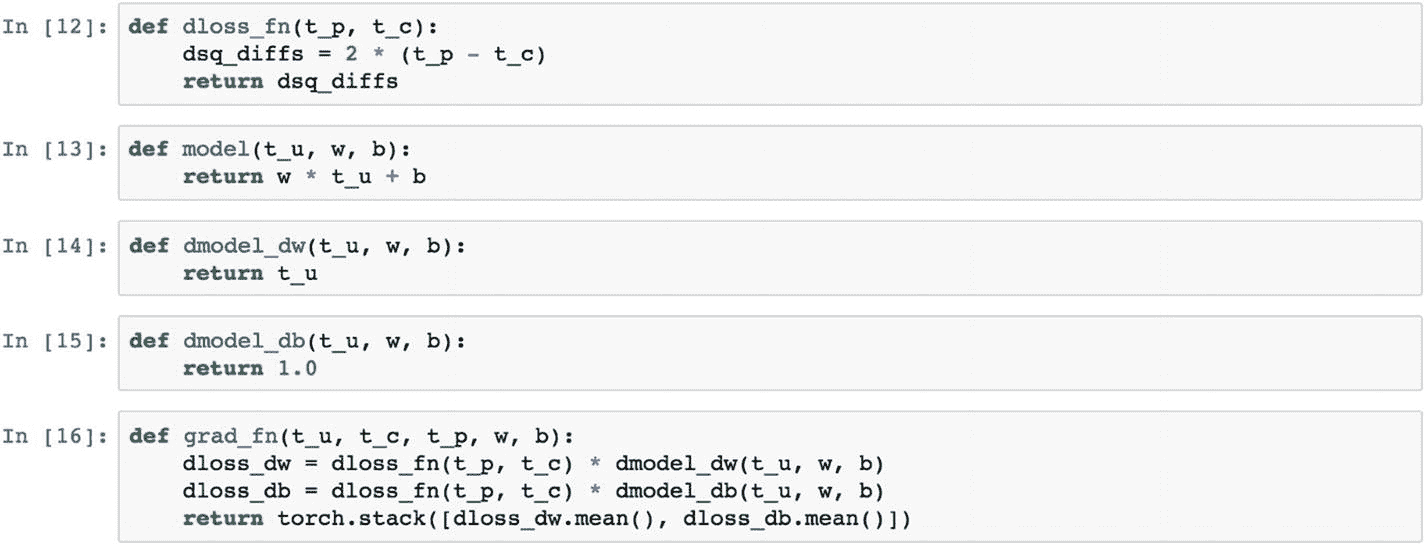 In [12]: def dloss_fn(t_p, t_c):
    dsq_diffs = 2 * (t_p - t_c)
    return dsq_diffs
In [13]: def model(t_u, w, b):
    return w * t_u + b
In [14]: def dmodel_dw(t_u, w, b):
    return t_u
In [15]: def dmodel_db(t_u, w, b):
    return 1.0
In [16]: def grad_fn(t_u, t_c, t_p, w, b):
    dloss_dw = dloss_fn(t_p, t_c) * dmodel_dw(t_u, w, b)
    dloss_db = dloss_fn(t_p, t_c) * dmodel_db(t_u, w, b)
    return torch.stack([dloss_dw.mean(), dloss_db.mean()])